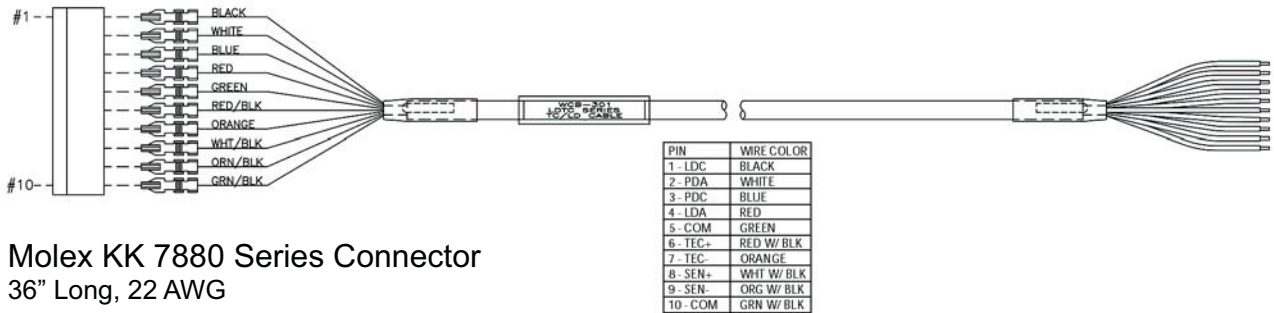 #1
BLACK
WHITE
BLUE
RED
GREEN
RED/BLK
ORANGE
WHT/BLK
ORN/BLK
GRN/BLK
#10
WCB-301
LDTC SERIES
TC/LD CABLE
PIN WIRE COLOR
1 - LDC BLACK
2 - PDA WHITE
3 - PDC BLUE
4 - LDA RED
5 - COM GREEN
6 - TEC+ RED W/ BLK
7 - TEC- ORANGE
8 - SEN+ WHT W/ BLK
9 - SEN- ORG W/ BLK
10 - COM GRN W/ BLK
Molex KK 7880 Series Connector
36” Long, 22 AWG